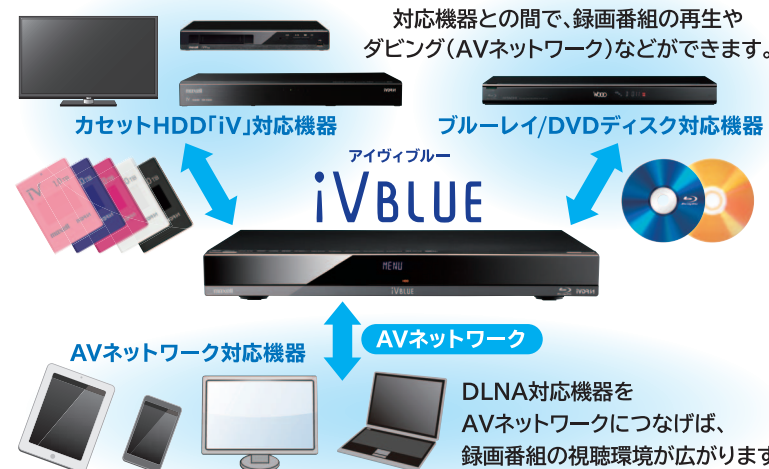 対応機器との間で、録画番組の再生や
ダビング(AVネットワーク)などができます。
カセットHDD「iV」対応機器
ブルーレイ/DVDディスク対応機器
アイヴィブルー
iVBLUE
iV
MENU
iVBLUE
AVネットワーク
AVネットワーク対応機器
DLNA対応機器を
AVネットワークにつなげば、
録画番組の視聴環境が広がります